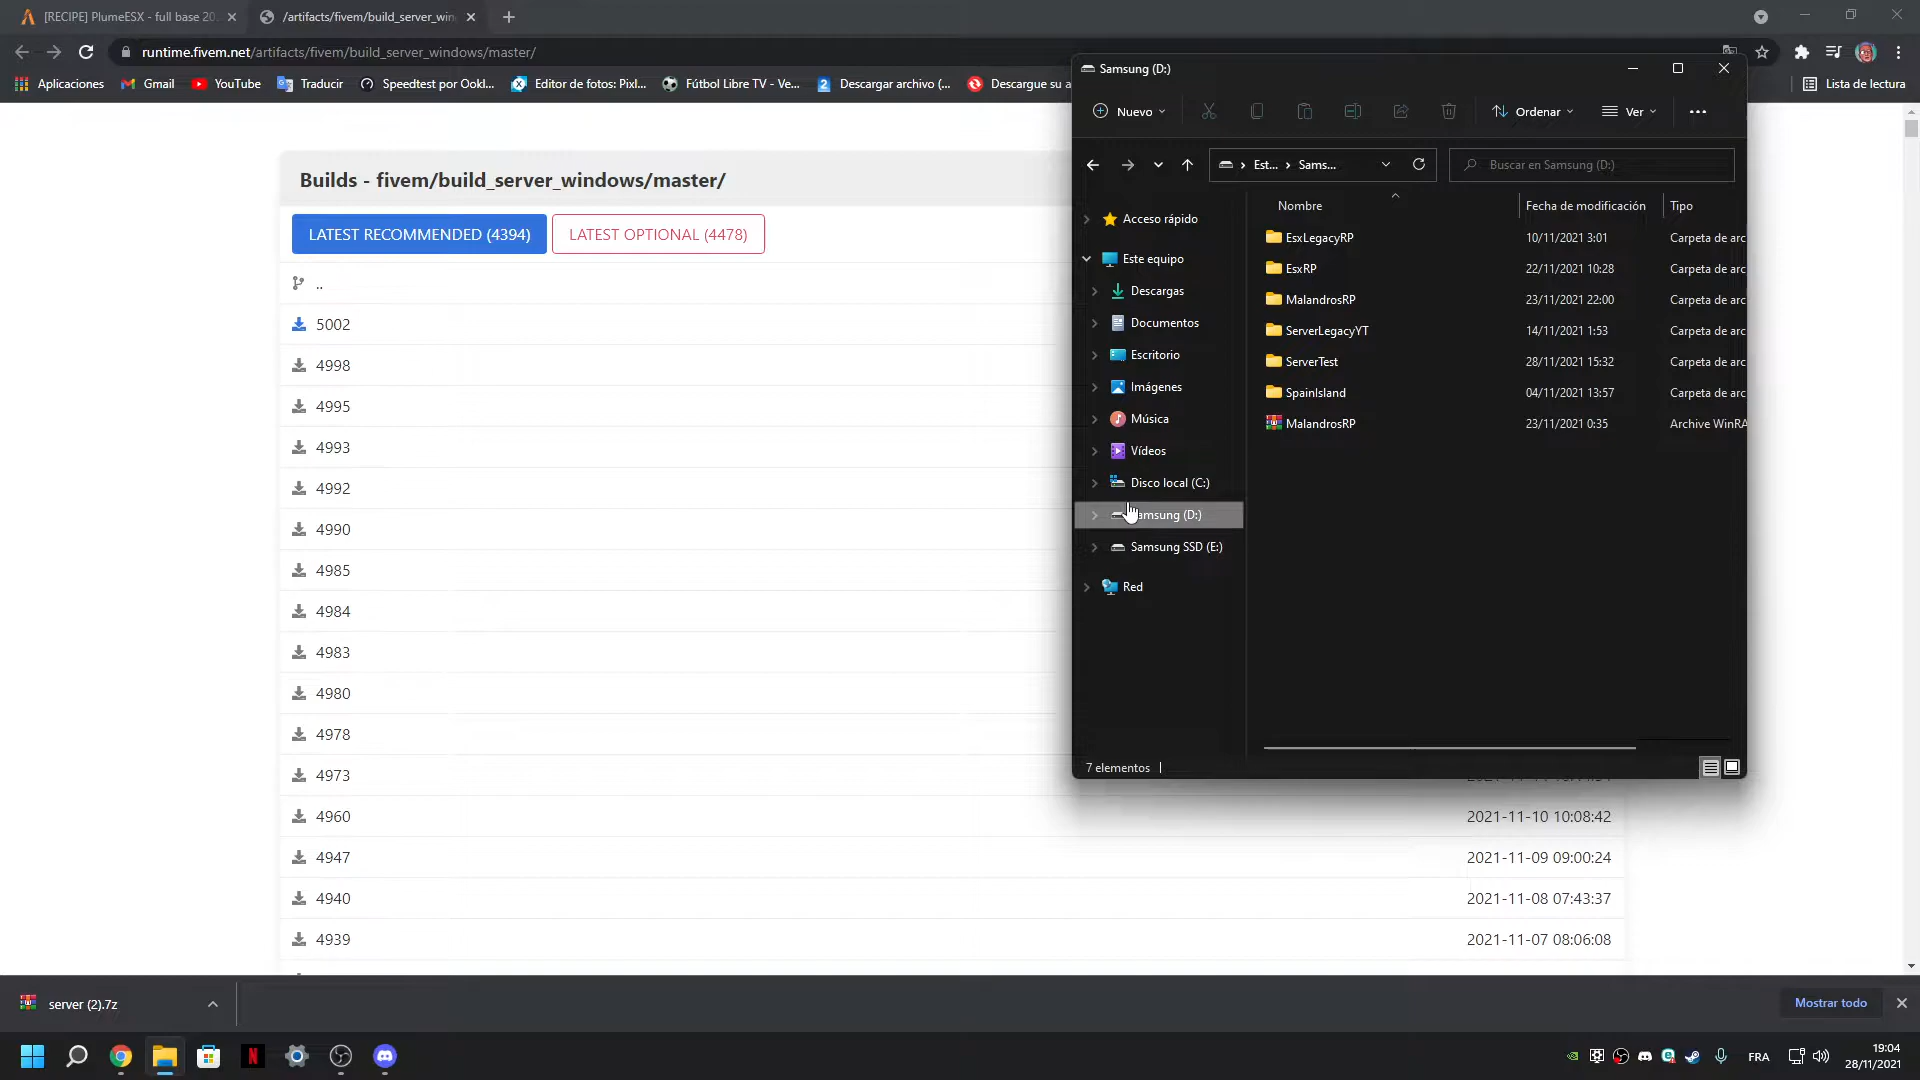 [RECIPE] PlumeESX - full base 20
/artifacts/fivem/build_server_win
runtime.fivem.net/artifacts/fivem/build_server_windows/master/
Aplicaciones
Gmail
YouTube
Traducir
Speedtest por Ookl...
Editor de fotos: Pixl...
Fútbol Libre TV - Ve...
Descargar archivo (...
Descargue su a
Lista de lectura
Builds - fivem/build_server_windows/master/
LATEST RECOMMENDED (4394)
LATEST OPTIONAL (4478)
..
5002
4998
4995
4993
4992
4990
4985
4984
4983
4980
4978
4973
4960
2021-11-10 10:08:42
4947
2021-11-09 09:00:24
4940
2021-11-08 07:43:37
4939
2021-11-07 08:06:08
Samsung (D:)
Nuevo
Ordenar
Ver
Est...
Sams...
Buscar en Samsung (D:)
Nombre
Fecha de modificación
Tipo
Acceso rápido
Este equipo
Descargas
Documentos
Escritorio
Imágenes
Música
Vídeos
Disco local (C:)
amsung (D:)
Samsung SSD (E:)
Red
EsxLegacyRP 10/11/2021 3:01 Carpeta de arc
EsxRP 22/11/2021 10:28 Carpeta de arc
MalandrosRP 23/11/2021 22:00 Carpeta de arc
ServerLegacyYT 14/11/2021 1:53 Carpeta de arc
ServerTest 28/11/2021 15:32 Carpeta de arc
SpainIsland 04/11/2021 13:57 Carpeta de arc
MalandrosRP 23/11/2021 0:35 Archive WinRA
7 elementos
server (2).7z
Mostrar todo
FRA
19:04
28/11/2021